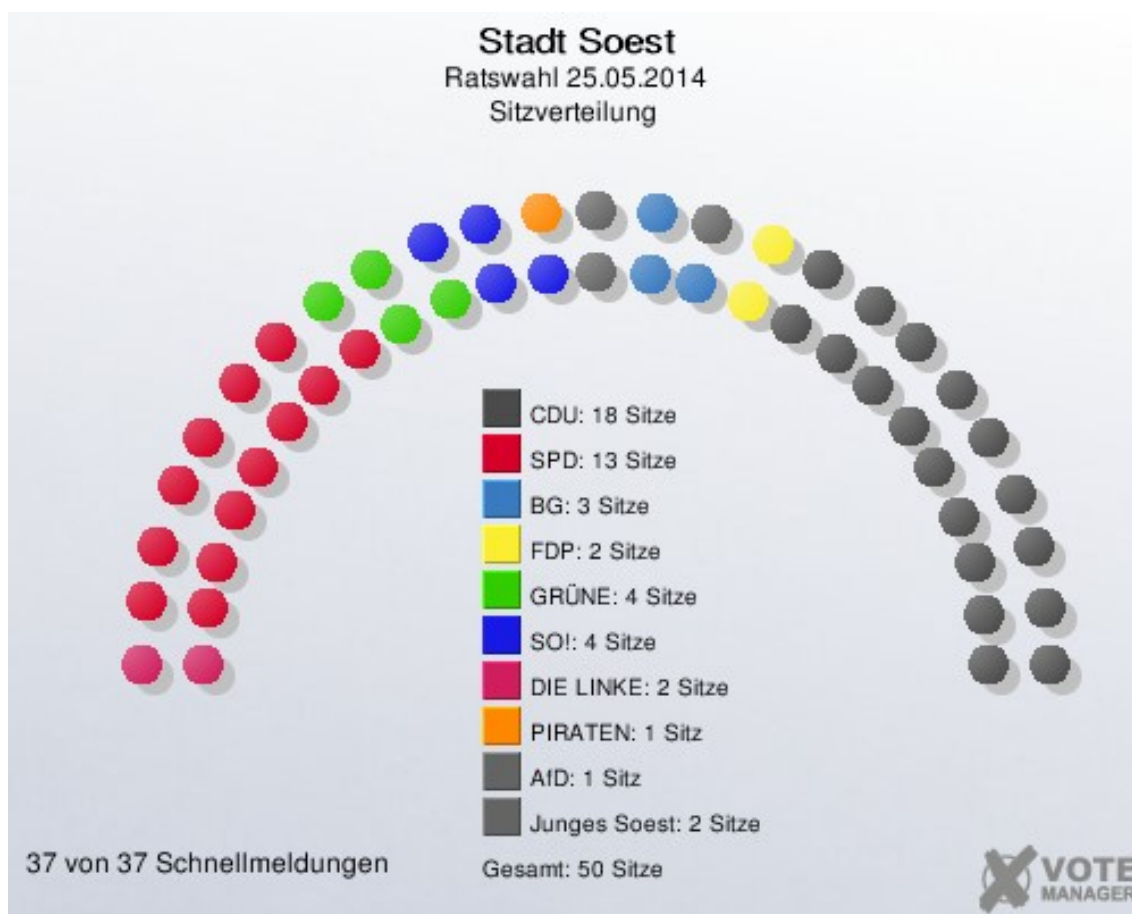 Stadt Soest
Ratswahl 25.05.2014
Sitzverteilung
CDU: 18 Sitze
SPD: 13 Sitze
BG: 3 Sitze
FDP: 2 Sitze
GRÜNE: 4 Sitze
SO!: 4 Sitze
DIE LINKE: 2 Sitze
PIRATEN: 1 Sitz
AfD: 1 Sitz
Junges Soest: 2 Sitze
Gesamt: 50 Sitze
37 von 37 Schnellmeldungen
VOTE
MANAGER